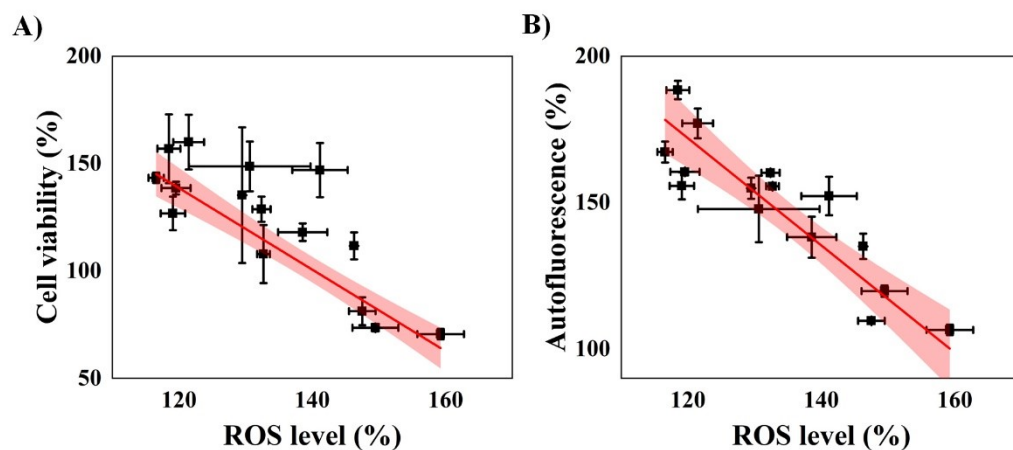 A)
200
150
100
50
Cell viability (%)
120 140 160
ROS level (%)
B)
200
150
100
Autofluorescence (%)
120 140 160
ROS level (%)